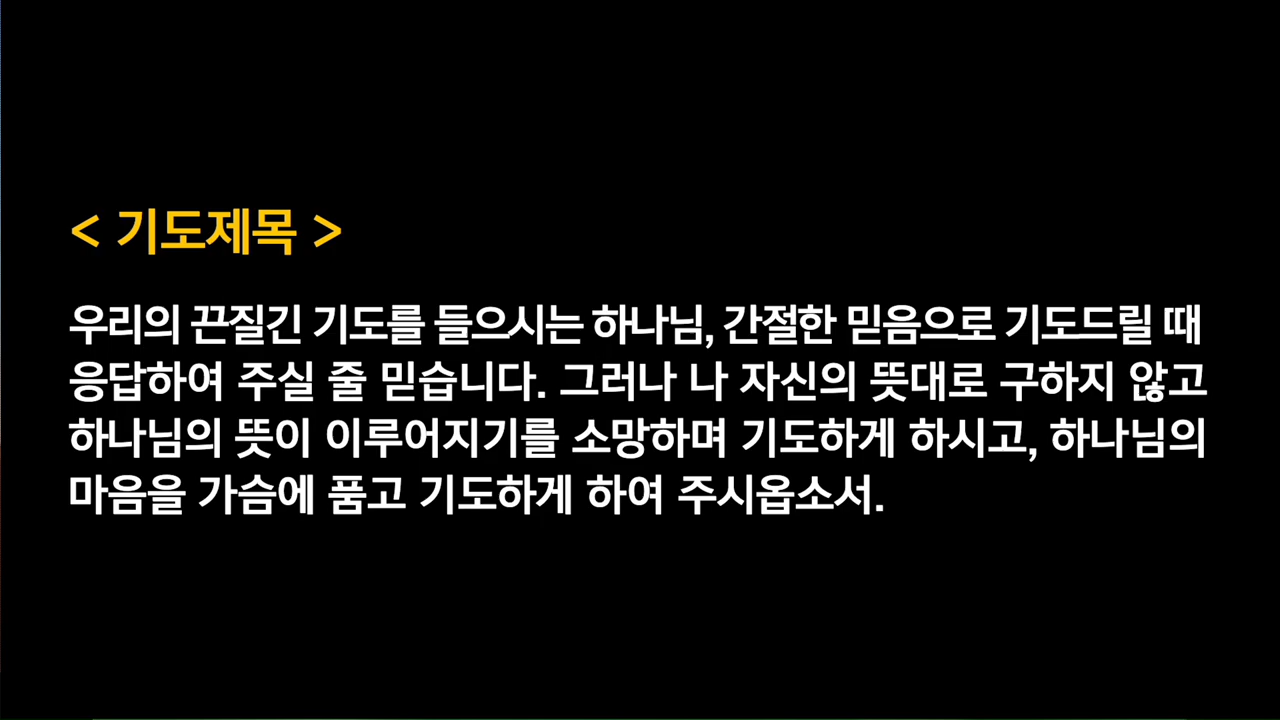 < 기도제목 >
우리의 끈질긴 기도를 들으시는 하나님, 간절한 믿음으로 기도드릴 때
응답하여 주실 줄 믿습니다. 그러나 나 자신의 뜻대로 구하지 않고
하나님의 뜻이 이루어지기를 소망하며 기도하게 하시고, 하나님의
마음을 가슴에 품고 기도하게 하여 주시옵소서.